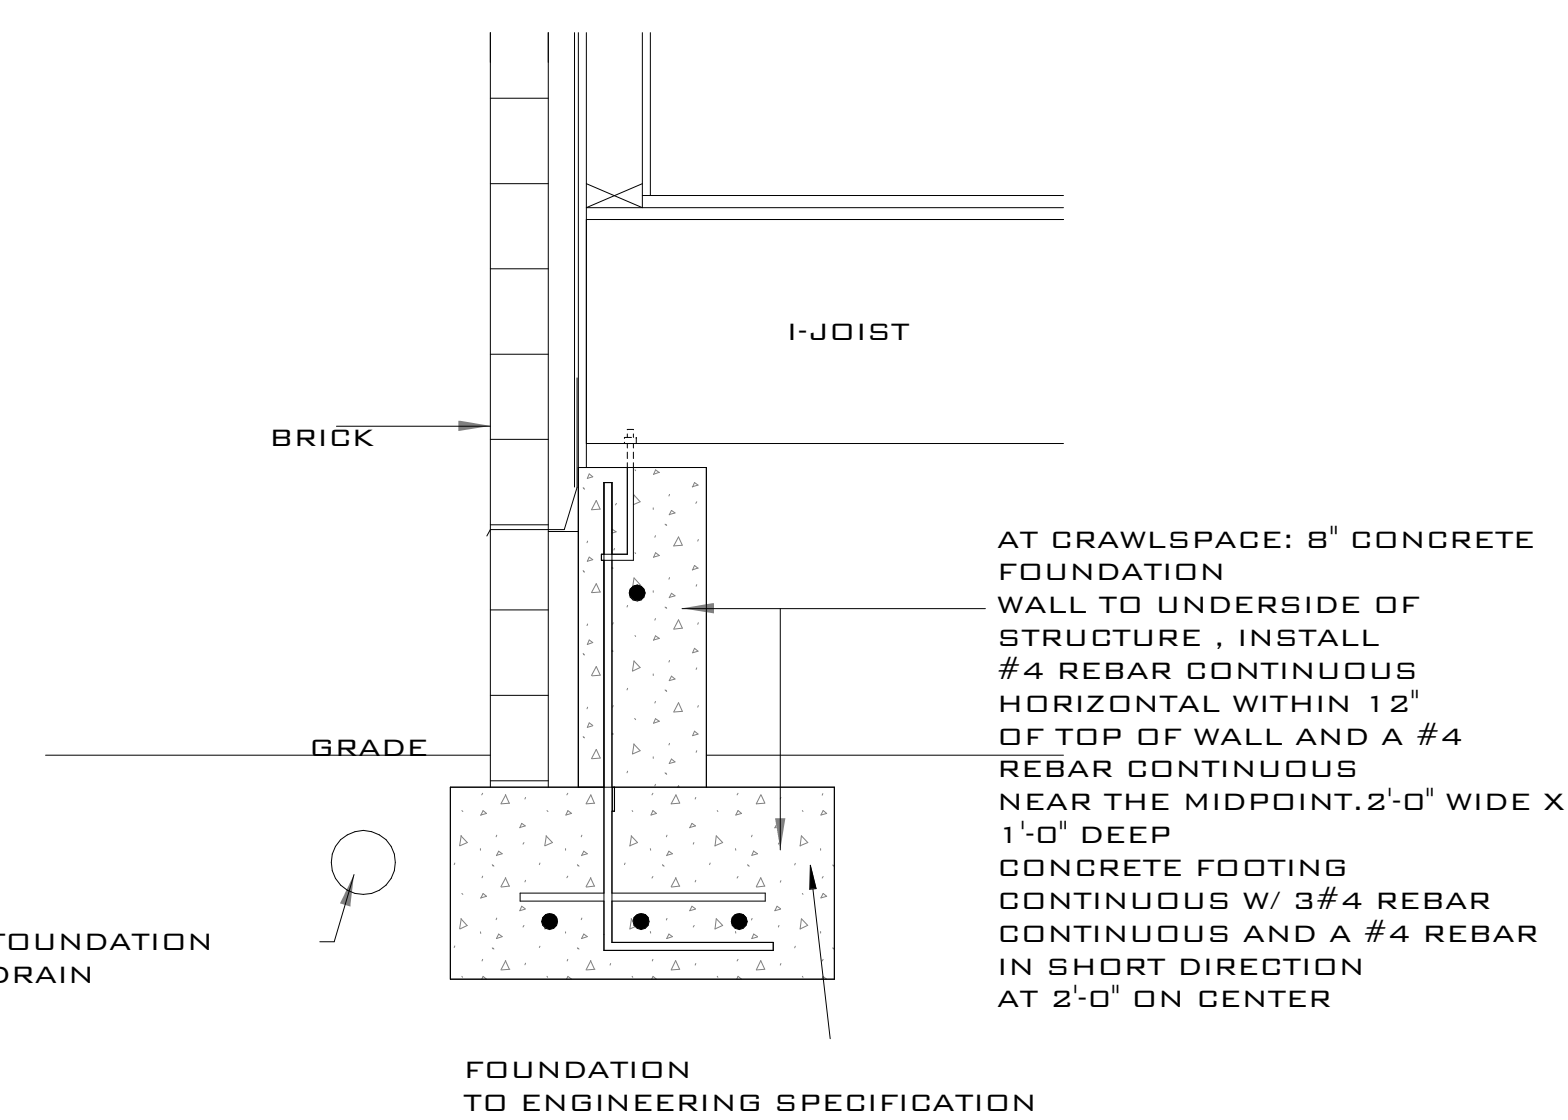 I-JOIST
BRICK
AT CRAWLSPACE: 8" CONCRETE
FOUNDATION
WALL TO UNDERSIDE OF
STRUCTURE , INSTALL
#4 REBAR CONTINUOUS
HORIZONTAL WITHIN 12"
OF TOP OF WALL AND A #4
REBAR CONTINUOUS
NEAR THE MIDPOINT.2'-0" WIDE X
1'-0" DEEP
CONCRETE FOOTING
CONTINUOUS W/ 3#4 REBAR
CONTINUOUS AND A #4 REBAR
IN SHORT DIRECTION
AT 2'-0" ON CENTER
GRADE
FOUNDATION
DRAIN
FOUNDATION
TO ENGINEERING SPECIFICATION